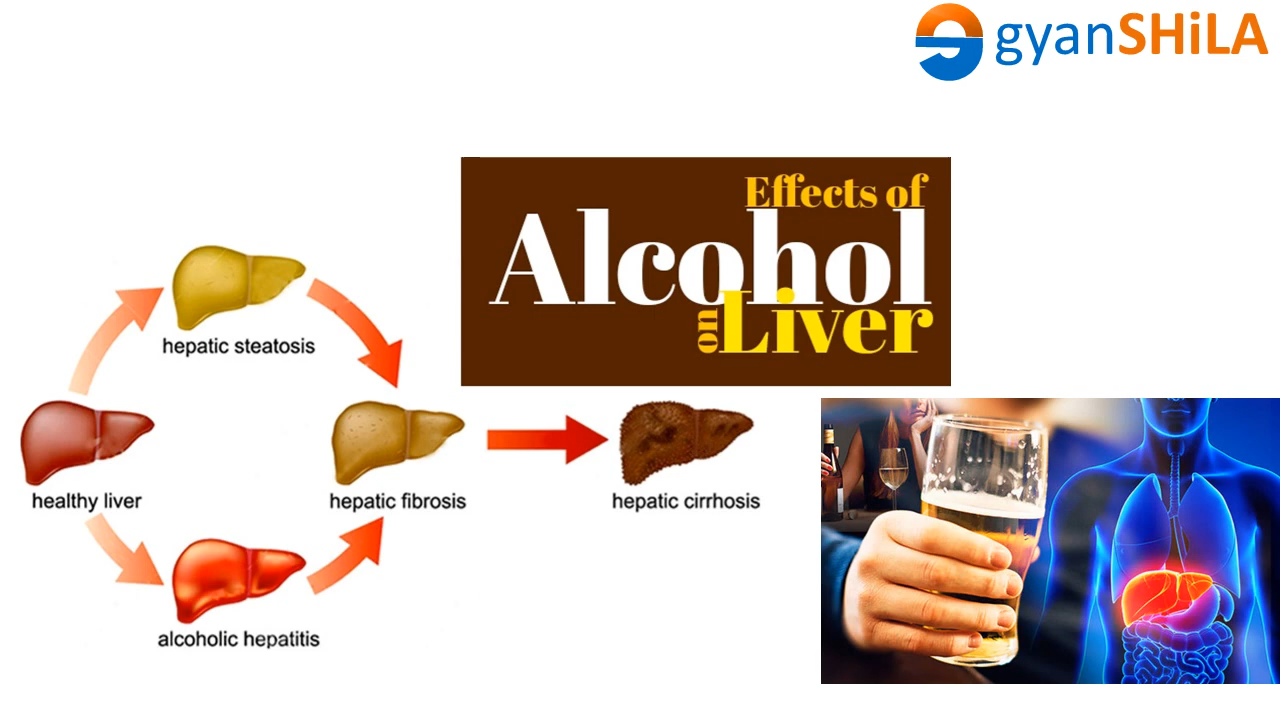 gyanSHiLA
Effects of
Alcohol
on Liver
hepatic steatosis
healthy liver
hepatic fibrosis
hepatic cirrhosis
alcoholic hepatitis